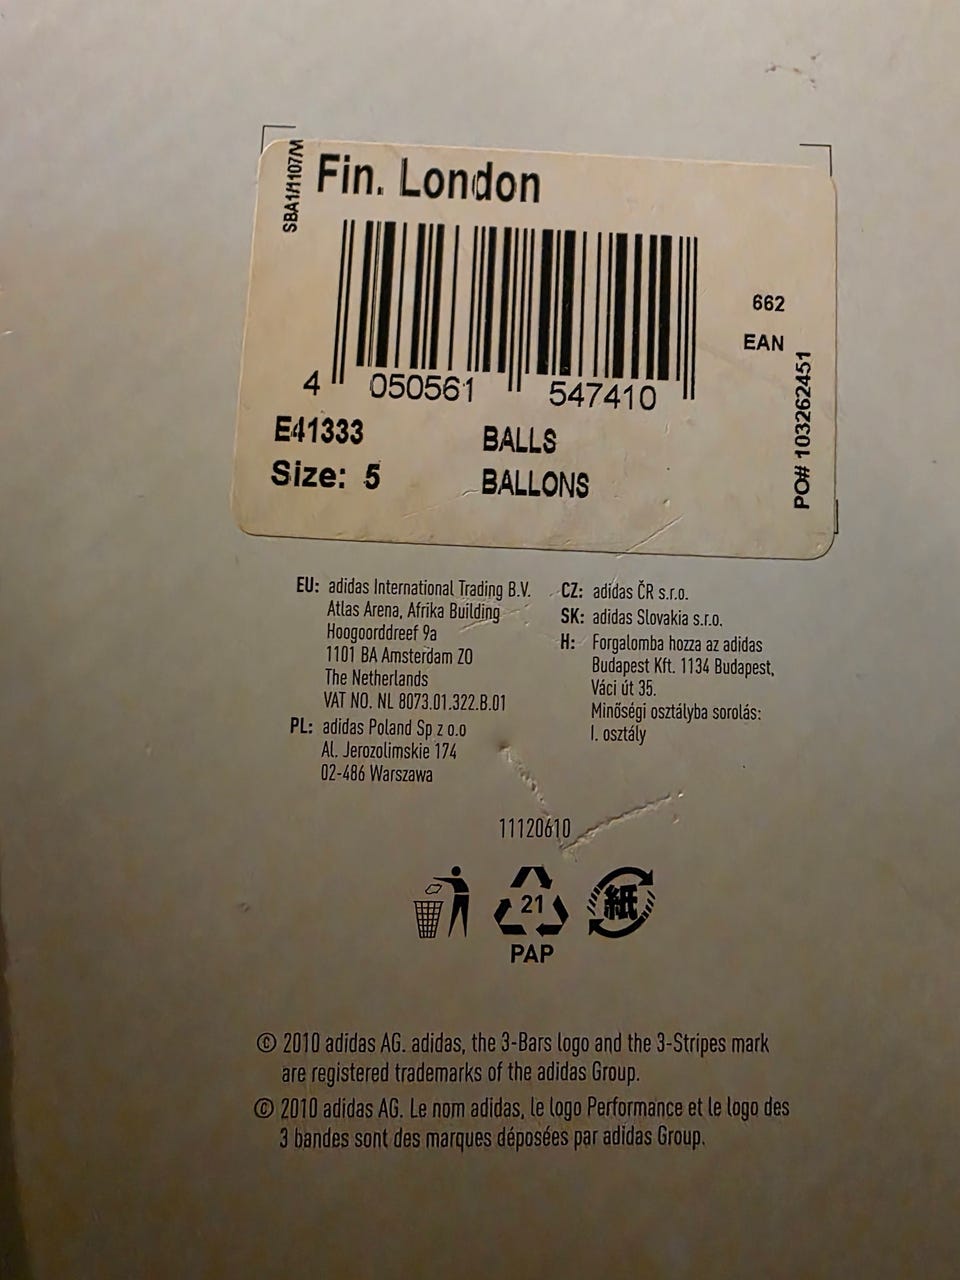 SBA1/1107/M
Fin. London
4 050561 547410
662
EAN
PO# 103262451
E41333
Size: 5
BALLS
BALLONS
EU: adidas International Trading B.V.
Atlas Arena, Afrika Building
Hoogoorddreef 9a
1101 BA Amsterdam ZO
The Netherlands
VAT NO. NL 8073.01.322.B.01
PL: adidas Poland Sp z o.o
Al. Jerozolimskie 174
02-486 Warszawa
CZ: adidas ČR s.r.o.
SK: adidas Slovakia s.r.o.
H: Forgalomba hozza az adidas
Budapest Kft. 1134 Budapest,
Váci út 35.
Minőségi osztályba sorolás:
I. osztály
11120610
21
PAP
紙
© 2010 adidas AG. adidas, the 3-Bars logo and the 3-Stripes mark
are registered trademarks of the adidas Group.
© 2010 adidas AG. Le nom adidas, le logo Performance et le logo des
3 bandes sont des marques déposées par adidas Group.